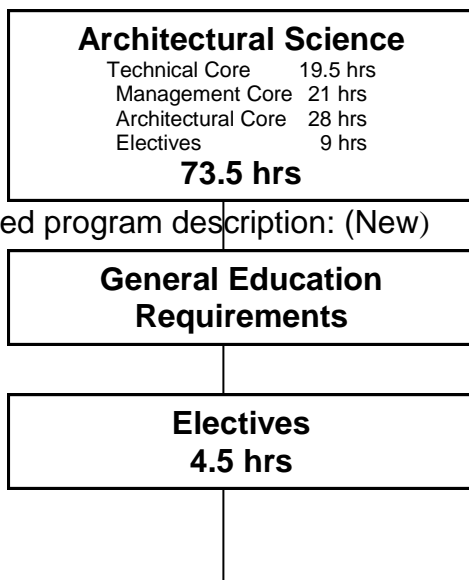 Architectural Science
Technical Core 19.5 hrs
Management Core 21 hrs
Architectural Core 28 hrs
Electives 9 hrs
73.5 hrs
ed program description: (New)
General Education
Requirements
Electives
4.5 hrs